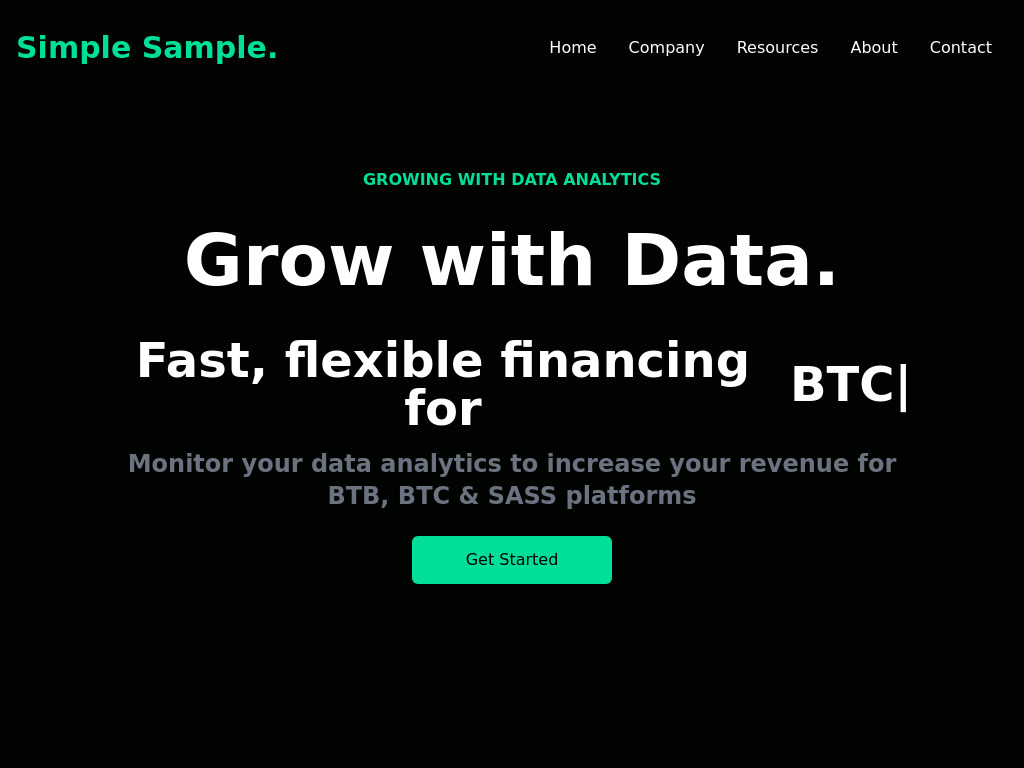 Simple Sample.
Home Company Resources About Contact
GROWING WITH DATA ANALYTICS
Grow with Data.
Fast, flexible financing
for
BTC|
Monitor your data analytics to increase your revenue for
BTB, BTC & SASS platforms
Get Started